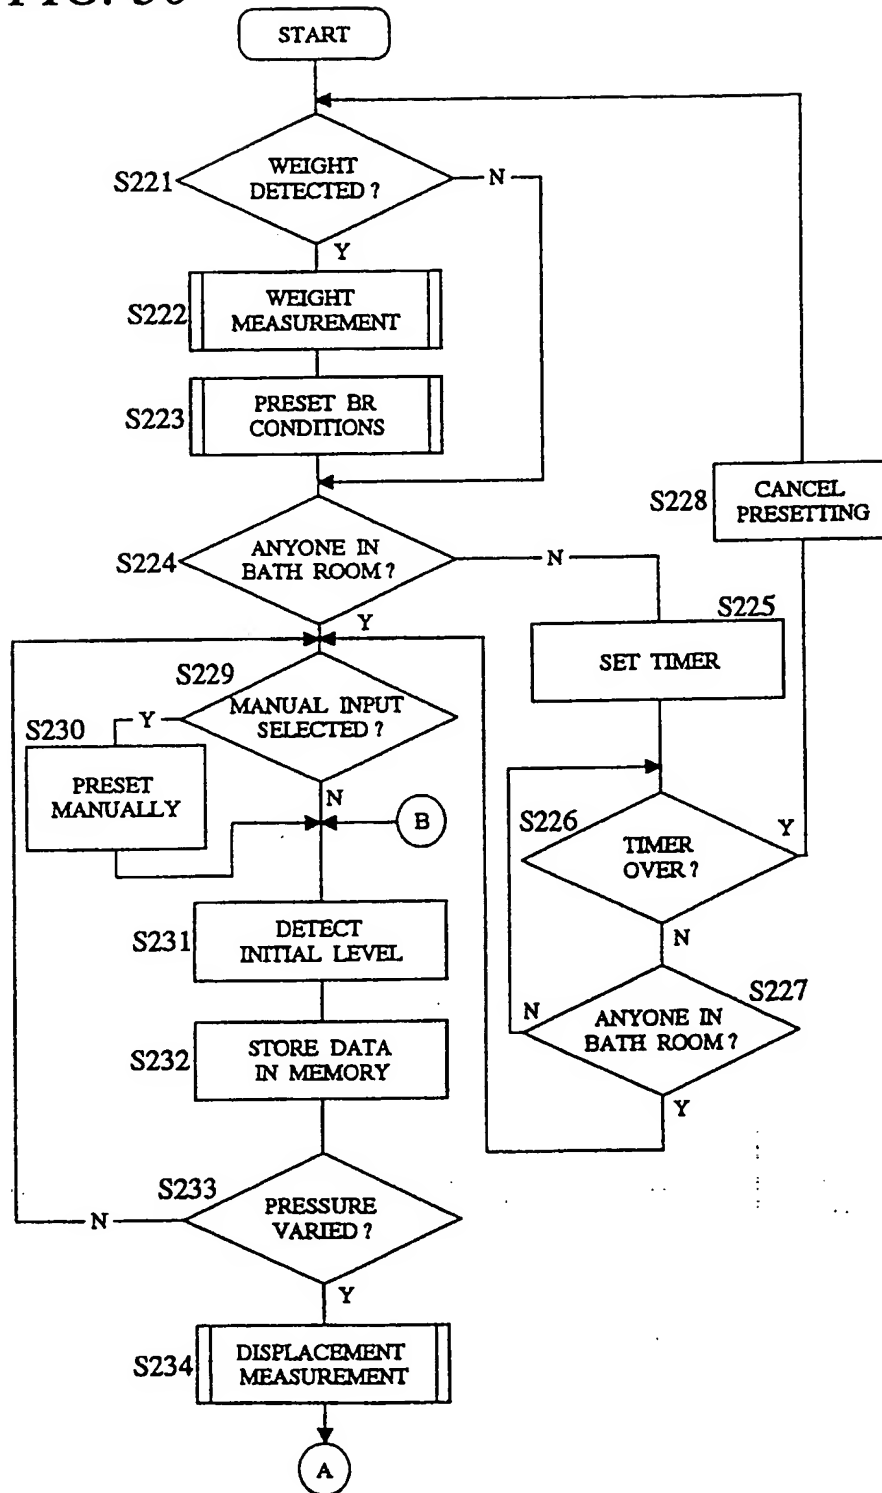 START
S221
WEIGHT
DETECTED ?
N
Y
S222
WEIGHT
MEASUREMENT
S223
PRESET BR
CONDITIONS
S228
CANCEL
PRESETTING
S224
ANYONE IN
BATH ROOM ?
N
Y
S225
SET TIMER
S229
MANUAL INPUT
SELECTED ?
Y
N
S230
PRESET
MANUALLY
B
S226
TIMER
OVER ?
Y
N
S231
DETECT
INITIAL LEVEL
S227
ANYONE IN
BATH ROOM ?
N
Y
S232
STORE DATA
IN MEMORY
S233
PRESSURE
VARIED ?
N
Y
S234
DISPLACEMENT
MEASUREMENT
A